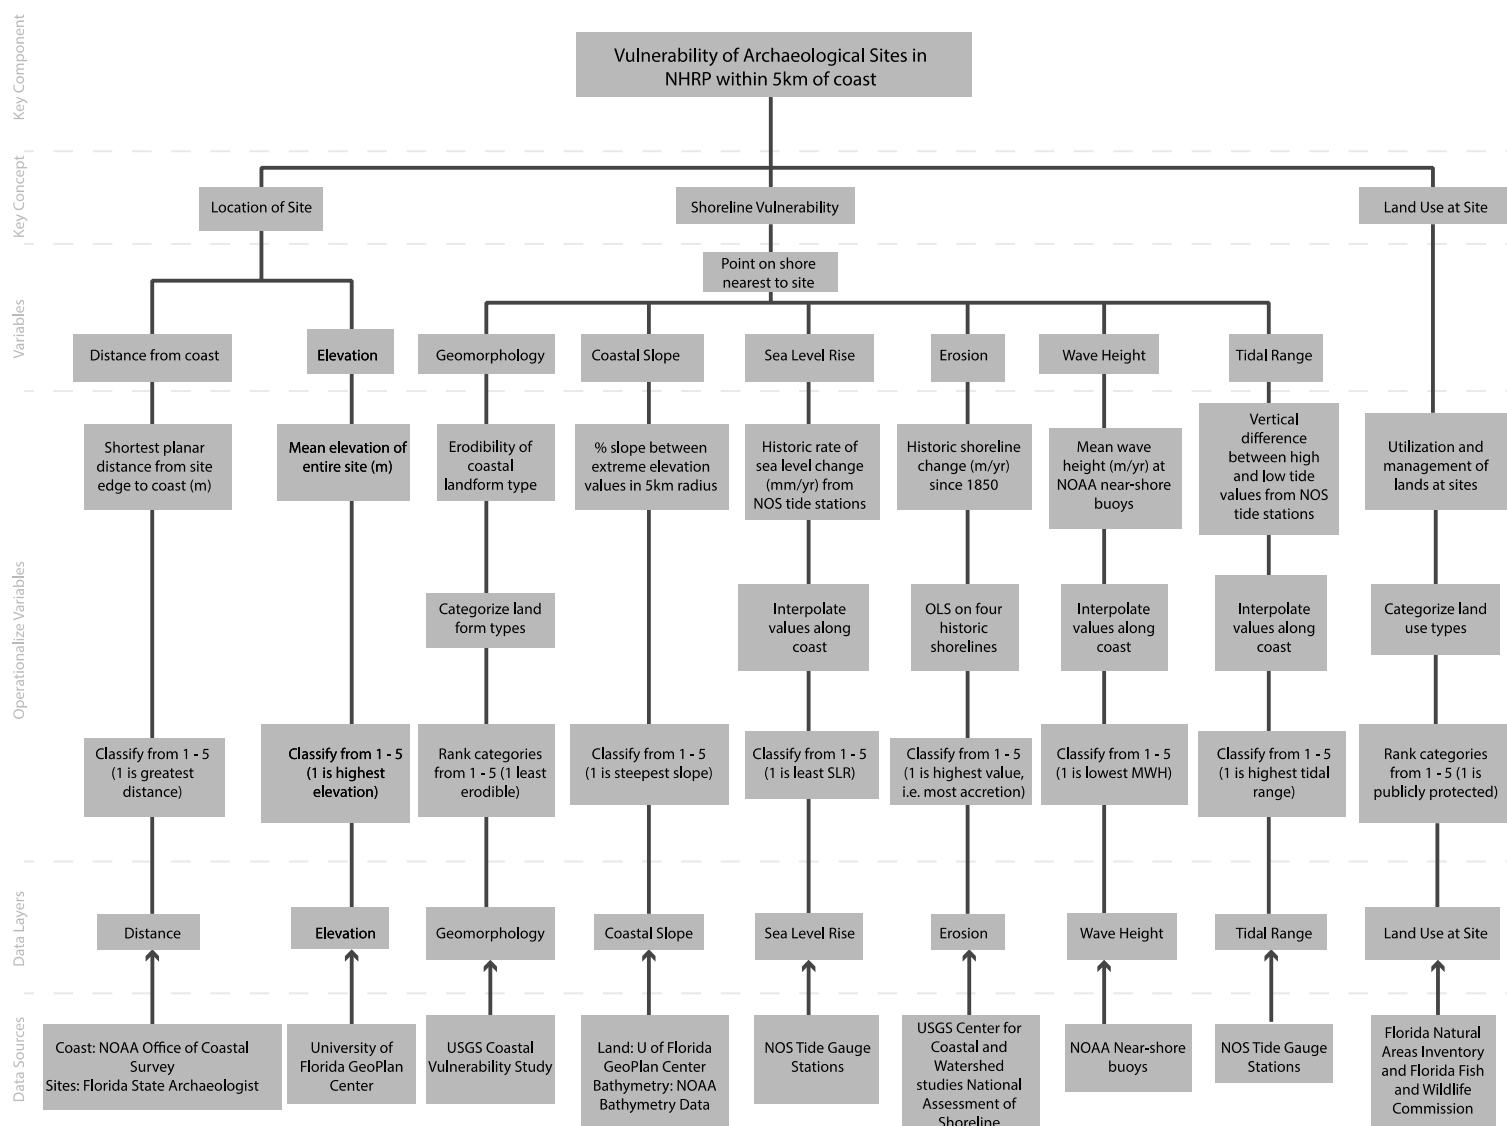 Key Component
Vulnerability of Archaeological Sites in
NHRP within 5km of coast
Key Concept
Location of Site
Shoreline Vulnerability
Land Use at Site
Variables
Point on shore
nearest to site
Distance from coast
Elevation
Geomorphology
Coastal Slope
Sea Level Rise
Erosion
Wave Height
Tidal Range
Operationalize Variables
Shortest planar
distance from site
edge to coast (m)
Mean elevation of
entire site (m)
Erodibility of
coastal
landform type
% slope between
extreme elevation
values in 5km radius
Historic rate of
sea level change
(mm/yr) from
NOS tide stations
Historic shoreline
change (m/yr)
since 1850
Mean wave
height (m/yr) at
NOAA near-shore
buoys
Vertical
difference
between high
and low tide
values from NOS
tide stations
Utilization and
management of
lands at sites
Categorize land
form types
Interpolate
values along
coast
OLS on four
historic
shorelines
Interpolate
values along
coast
Interpolate
values along
coast
Categorize land
use types
Classify from 1 - 5
(1 is greatest
distance)
Classify from 1 - 5
(1 is highest
elevation)
Rank categories
from 1 - 5 (1 least
erodible)
Classify from 1 - 5
(1 is steepest slope)
Classify from 1 - 5
(1 is least SLR)
Classify from 1 - 5
(1 is highest value,
i.e. most accretion)
Classify from 1 - 5
(1 is lowest MWH)
Classify from 1 - 5
(1 is highest tidal
range)
Rank categories
from 1 - 5 (1 is
publicly protected)
Data Layers
Distance
Elevation
Geomorphology
Coastal Slope
Sea Level Rise
Erosion
Wave Height
Tidal Range
Land Use at Site
Data Sources
Coast: NOAA Office of Coastal
Survey
Sites: Florida State Archaeologist
University of
Florida GeoPlan
Center
USGS Coastal
Vulnerability Study
Land: U of Florida
GeoPlan Center
Bathymetry: NOAA
Bathymetry Data
NOS Tide Gauge
Stations
USGS Center for
Coastal and
Watershed
studies National
Assessment of
Shoreline
NOAA Near-shore
buoys
NOS Tide Gauge
Stations
Florida Natural
Areas Inventory
and Florida Fish
and Wildlife
Commission